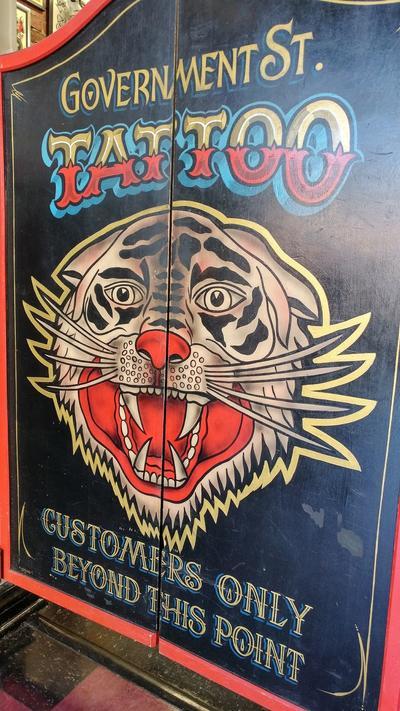 GOVERNMENT ST.
TATTOO
CUSTOMERS ONLY
BEYOND THIS POINT